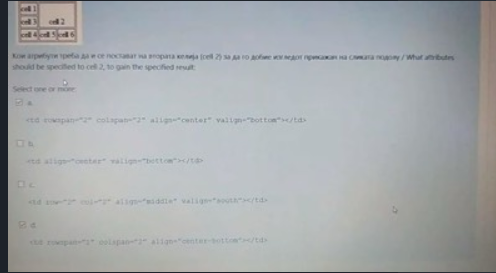 cell 1
cell 2
cell 3
cell 4 cell 5 cell 6
Кои атрибути треба да и се постават на втората келија (cell 2) за да го добие изгледот прикажан на сликата подолу / What attributes
should be specified to cell 2, to gain the specified result:
Select one or more:
a.
<td rowspan="2" colspan="2" align="center" valign="bottom"></td>
b.
<td align="center" valign="bottom"></td>
c.
<td row="2" col="2" align="middle" valign="south"></td>
d.
<td rowspan="2" colspan="2" align="center-bottom"></td>